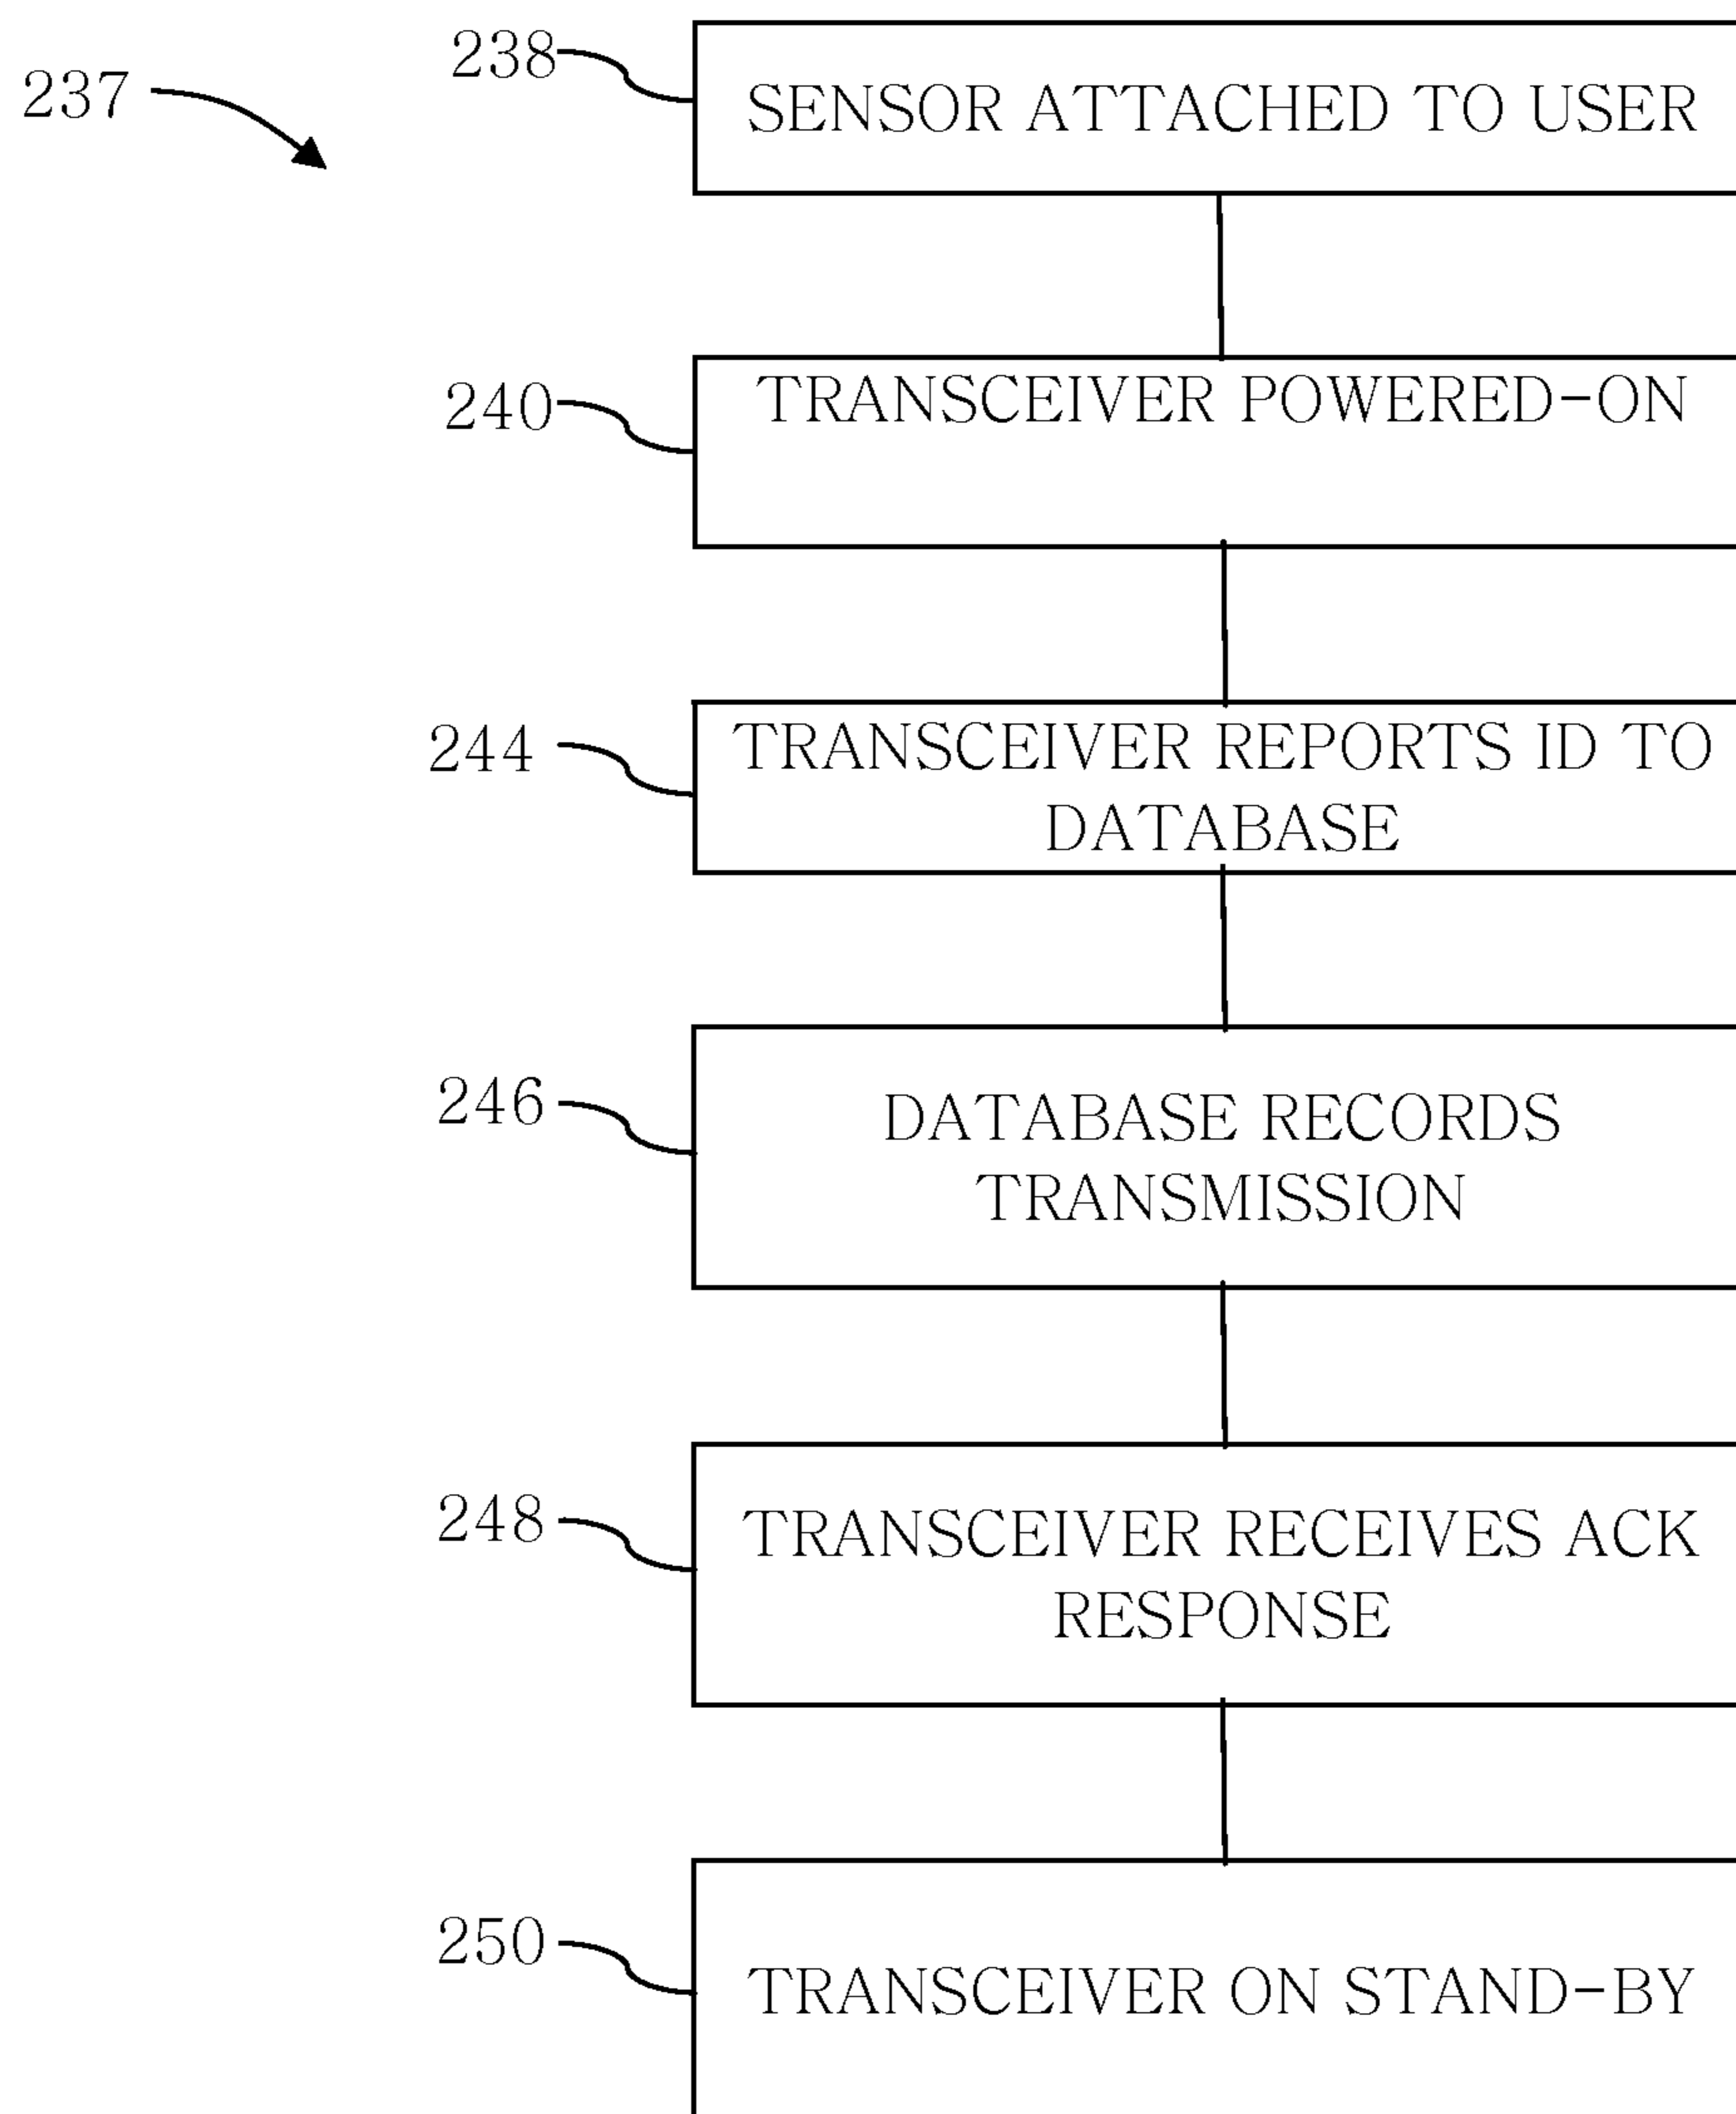 237
238
SENSOR ATTACHED TO USER
240
TRANSCEIVER POWERED-ON
244
TRANSCEIVER REPORTS ID TO
DATABASE
246
DATABASE RECORDS
TRANSMISSION
248
TRANSCEIVER RECEIVES ACK
RESPONSE
250
TRANSCEIVER ON STAND-BY